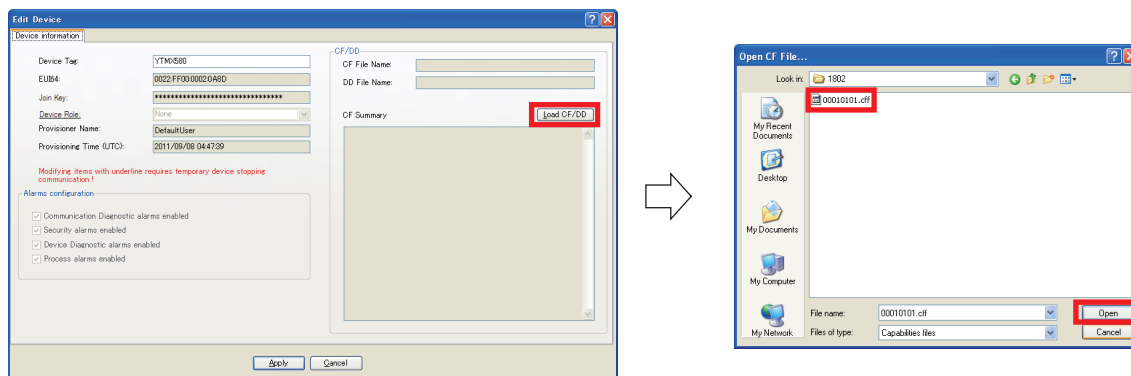 Edit Device
Device information
Device Tag:
YTMX580
EUI64:
0022:FF00:0002:0A8D
Join Key:
********************************
Device Role:
None
Provisioner Name:
DefaultUser
Provisioning Time (UTC):
2011/09/08 04:47:39
Modifying items with underline requires temporary device stopping
communication !
Alarms configuration
Communication Diagnostic alarms enabled
Security alarms enabled
Device Diagnostic alarms enabled
Process alarms enabled
CF/DD
CF File Name:
DD File Name:
CF Summary
Load CF/DD
Apply
Cancel
Open CF File...
Look in:
1802
00010101.cff
My Recent
Documents
Desktop
My Documents
My Computer
My Network
File name:
00010101.cff
Open
Files of type:
Capabilities files
Cancel